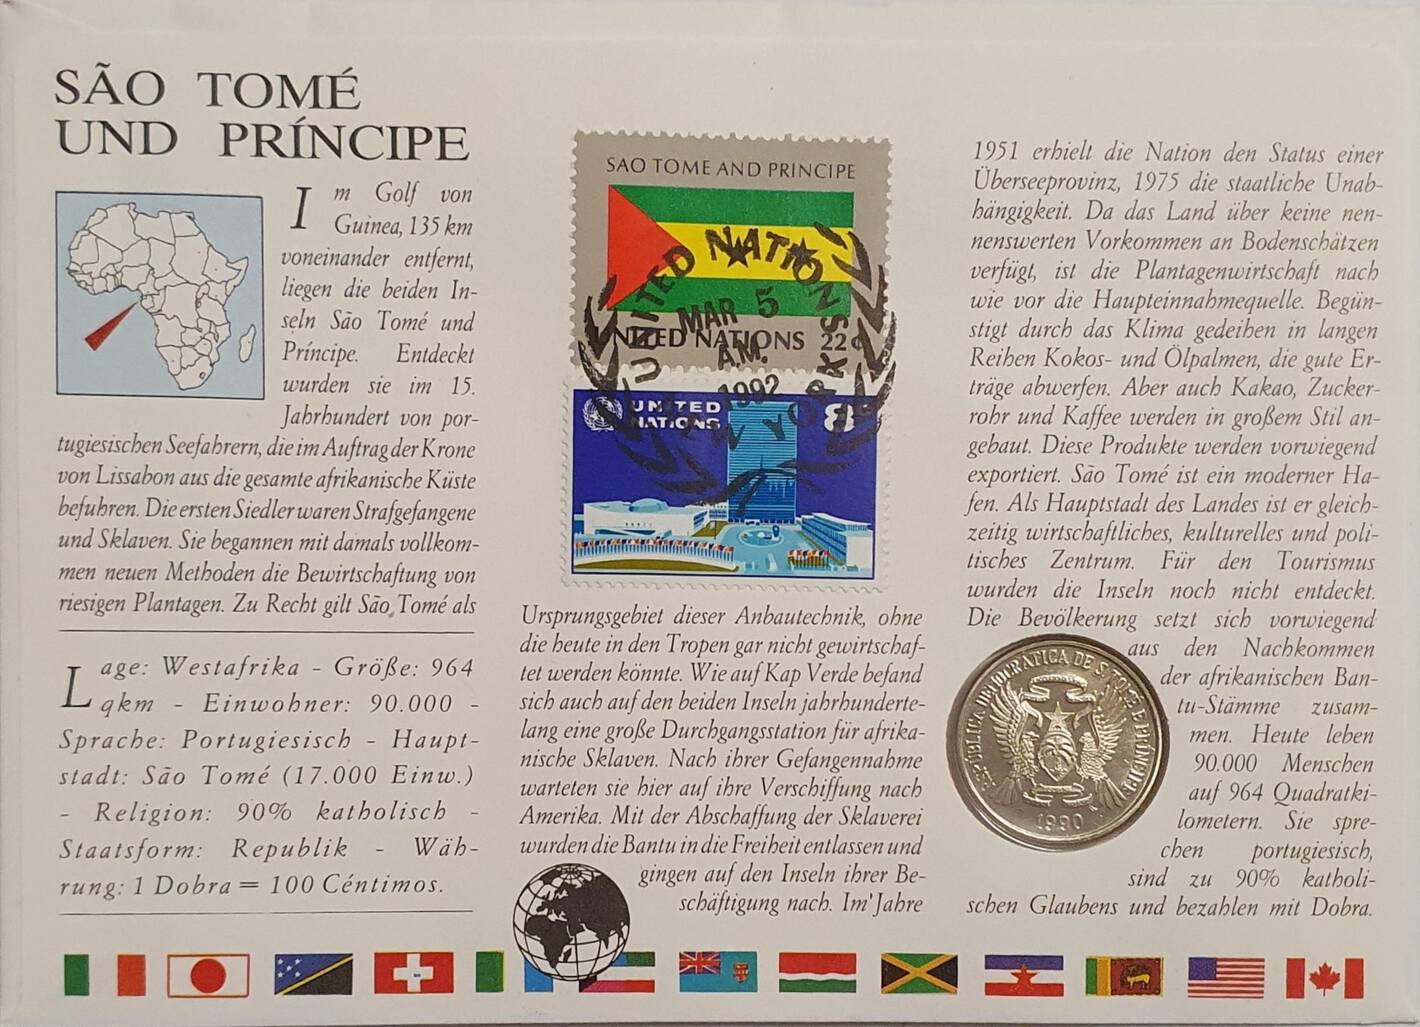 SÃO TOMÉ
UND PRÍNCIPE
Im Golf von
Guinea, 135 km
voneinander entfernt,
liegen die beiden In-
seln São Tomé und
Príncipe. Entdeckt
wurden sie im 15.
Jahrhundert von por-
tugiesischen Seefahrern, die im Auftrag der Krone
von Lissabon aus die gesamte afrikanische Küste
befuhren. Die ersten Siedler waren Strafgefangene
und Sklaven. Sie begannen mit damals vollkom-
men neuen Methoden die Bewirtschaftung von
riesigen Plantagen. Zu Recht gilt São Tomé als
Lage: Westafrika - Größe: 964
qkm - Einwohner: 90.000 -
Sprache: Portugiesisch - Haupt-
stadt: São Tomé (17.000 Einw.)
- Religion: 90% katholisch -
Staatsform: Republik - Wäh-
rung: 1 Dobra = 100 Céntimos.
SAO TOME AND PRINCIPE
UNITED NATIONS 22c
UNITED NATIONS
MAR 5
A.M.
1992
NEW YORK
UNITED
NATIONS
8c
Ursprungsgebiet dieser Anbautechnik, ohne
die heute in den Tropen gar nicht gewirtschaf-
tet werden könnte. Wie auf Kap Verde befand
sich auch auf den beiden Inseln jahrhunderte-
lang eine große Durchgangsstation für afrika-
nische Sklaven. Nach ihrer Gefangennahme
warteten sie hier auf ihre Verschiffung nach
Amerika. Mit der Abschaffung der Sklaverei
wurden die Bantu in die Freiheit entlassen und
gingen auf den Inseln ihrer Be-
schäftigung nach. Im Jahre
1951 erhielt die Nation den Status einer
Überseeprovinz, 1975 die staatliche Unab-
hängigkeit. Da das Land über keine nen-
nenswerten Vorkommen an Bodenschätzen
verfügt, ist die Plantagenwirtschaft nach
wie vor die Haupteinnahmequelle. Begün-
stigt durch das Klima gedeihen in langen
Reihen Kokos- und Ölpalmen, die gute Er-
träge abwerfen. Aber auch Kakao, Zucker-
rohr und Kaffee werden in großem Stil an-
gebaut. Diese Produkte werden vorwiegend
exportiert. São Tomé ist ein moderner Ha-
fen. Als Hauptstadt des Landes ist er gleich-
zeitig wirtschaftliches, kulturelles und poli-
tisches Zentrum. Für den Tourismus
wurden die Inseln noch nicht entdeckt.
Die Bevölkerung setzt sich vorwiegend
aus den Nachkommen
der afrikanischen Ban-
tu-Stämme zusam-
men. Heute leben
90.000 Menschen
auf 964 Quadratki-
lometern. Sie spre-
chen portugiesisch,
sind zu 90% katholi-
schen Glaubens und bezahlen mit Dobra.
REPUBLICA DEMOCRATICA DE S. TOMÉ E PRINCIPE
1990